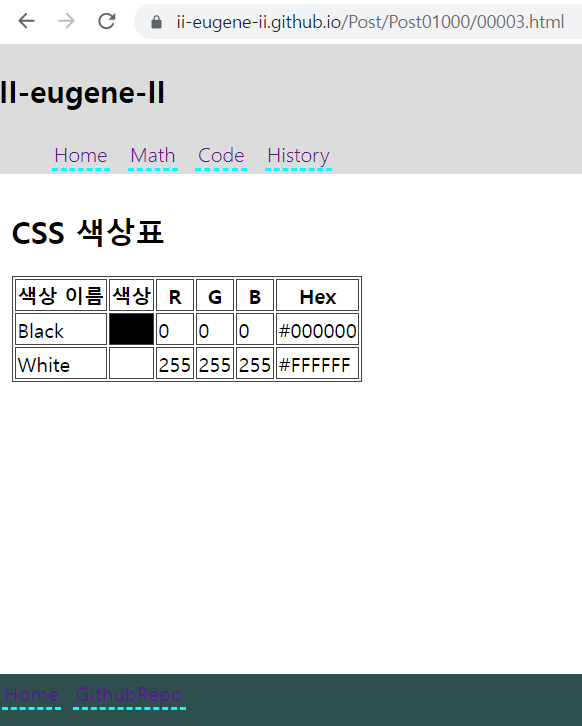 ii-eugene-ii.github.io/Post/Post01000/00003.html
II-eugene-II
Home Math Code History
CSS 색상표
색상 이름 색상 R G B Hex
Black 0 0 0 #000000
White 255 255 255 #FFFFFF
Home GithubRepo